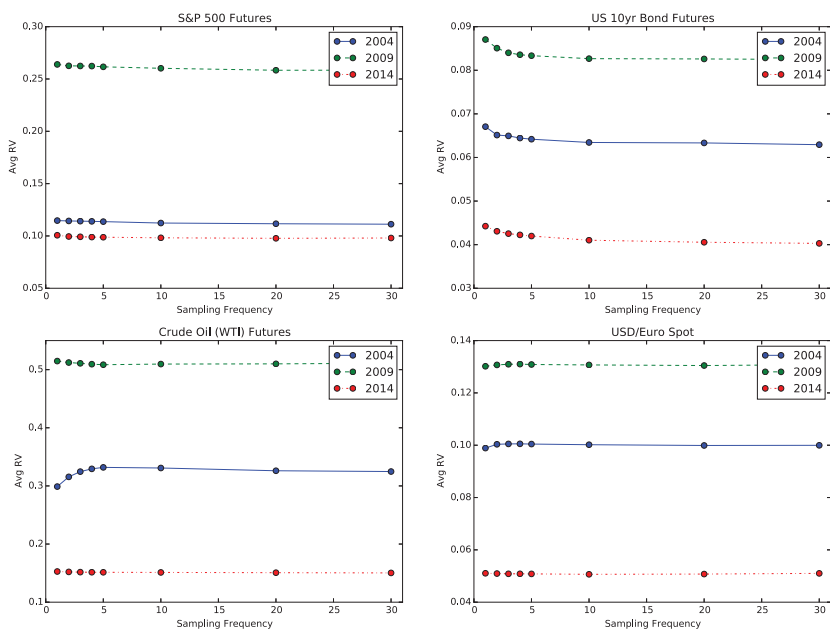 S&P 500 Futures
0.30
0.25
0.20
0.15
0.10
0.05
Avg RV
0 5 10 15 20 25 30
Sampling Frequency
2004
2009
2014
US 10yr Bond Futures
0.09
0.08
0.07
0.06
0.05
0.04
0.03
Avg RV
0 5 10 15 20 25 30
Sampling Frequency
2004
2009
2014
Crude Oil (WTI) Futures
0.5
0.4
0.3
0.2
0.1
Avg RV
0 5 10 15 20 25 30
Sampling Frequency
2004
2009
2014
USD/Euro Spot
0.14
0.12
0.10
0.08
0.06
0.04
Avg RV
0 5 10 15 20 25 30
Sampling Frequency
2004
2009
2014